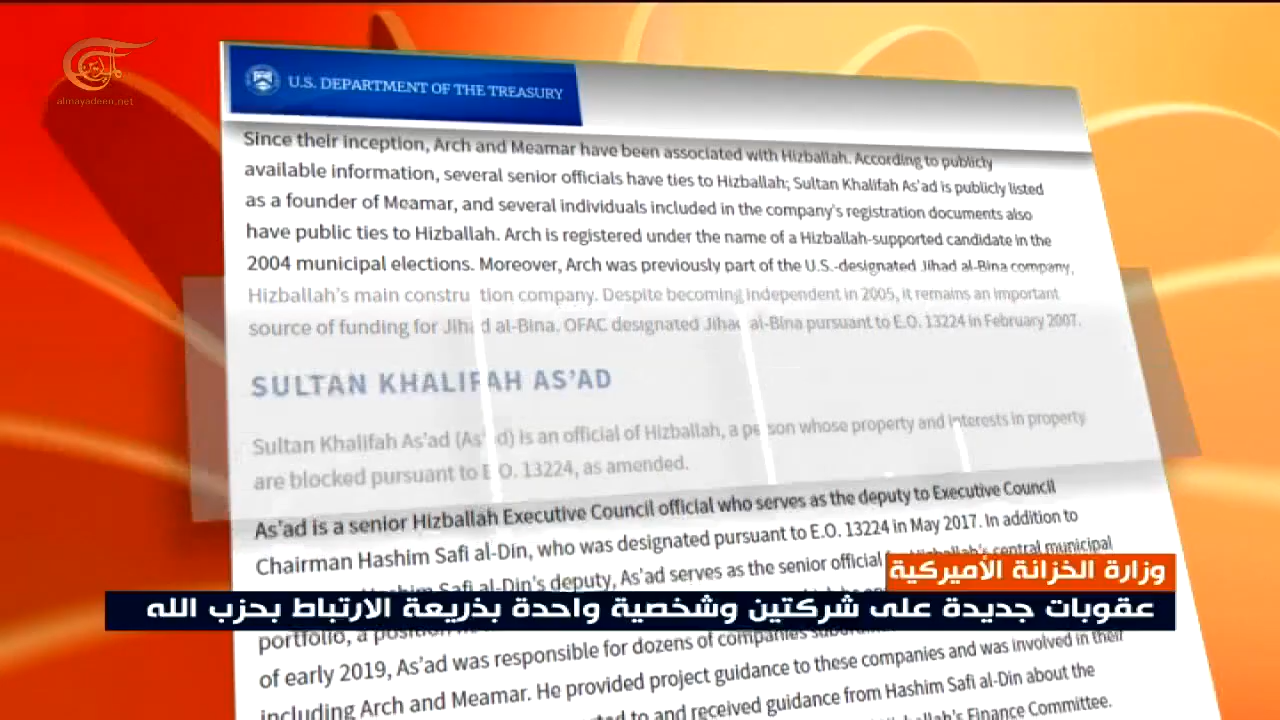 الميادين
almayadeen.net
U.S. DEPARTMENT OF THE TREASURY
Since their inception, Arch and Meamar have been associated with Hizballah. According to publicly
available information, several senior officials have ties to Hizballah; Sultan Khalifah As'ad is publicly listed
as a founder of Meamar, and several individuals included in the company's registration documents also
have public ties to Hizballah. Arch is registered under the name of a Hizballah-supported candidate in the
2004 municipal elections. Moreover, Arch was previously part of the U.S.-designated Jihad al-Bina company,
Hizballah's main constru tion company. Despite becoming independent in 2005, it remains an important
source of funding for Jihad al-Bina. OFAC designated Jihad al-Bina pursuant to E.O. 13224 in February 2007.
SULTAN KHALIFAH AS'AD
Sultan Khalifah As'ad (As' d) is an official of Hizballah, a pe son whose property and interests in property
are blocked pursuant to E.O. 13224, as amended.
As'ad is a senior Hizballah Executive Council official who serves as the deputy to Executive Council
Chairman Hashim Safi al-Din, who was designated pursuant to E.O. 13224 in May 2017. In addition to
Safi al-Din's deputy, As'ad serves as the senior official central municipal
وزارة الخزانة الأميركية
عقوبات جديدة على شركتين وشخصية واحدة بذريعة الارتباط بحزب الله
portfolio, a
of early 2019, As'ad was responsible for dozens of companies
including Arch and Meamar. He provided project guidance to these companies and was involved in their
to and received guidance from Hashim Safi al-Din about the
Finance Committee.